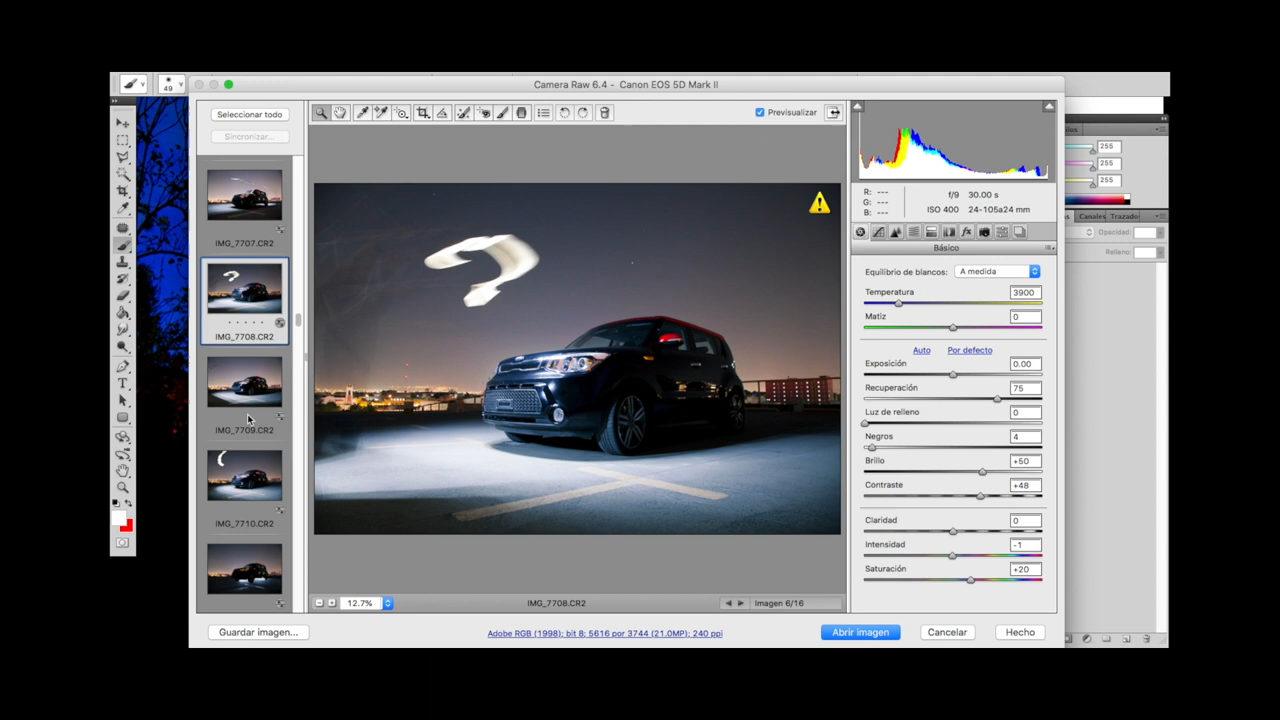 Camera Raw 6.4 - Canon EOS 5D Mark II
49
Seleccionar todo
Sincronizar...
Previsualizar
IMG_7707.CR2
IMG_7708.CR2
IMG_7709.CR2
IMG_7710.CR2
R: ---
G: ---
B: ---
f/9 30.00 s
ISO 400 24-105a24 mm
Básico
Equilibrio de blancos: A medida
Temperatura 3900
Matiz 0
Auto Por defecto
Exposición 0.00
Recuperación 75
Luz de relleno 0
Negros 4
Brillo +50
Contraste +48
Claridad 0
Intensidad -1
Saturación +20
12.7%
IMG_7708.CR2
Imagen 6/16
Guardar imagen...
Adobe RGB (1998); bit 8; 5616 por 3744 (21.0MP); 240 ppi
Abrir imagen
Cancelar
Hecho
255
255
255
Canales Trazado
Opacidad:
Relleno: